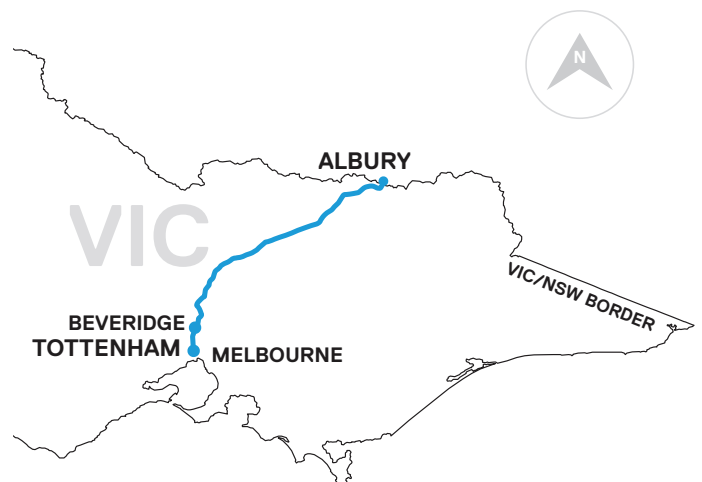 N
ALBURY
VIC
VIC/NSW BORDER
BEVERIDGE
TOTTENHAM
MELBOURNE